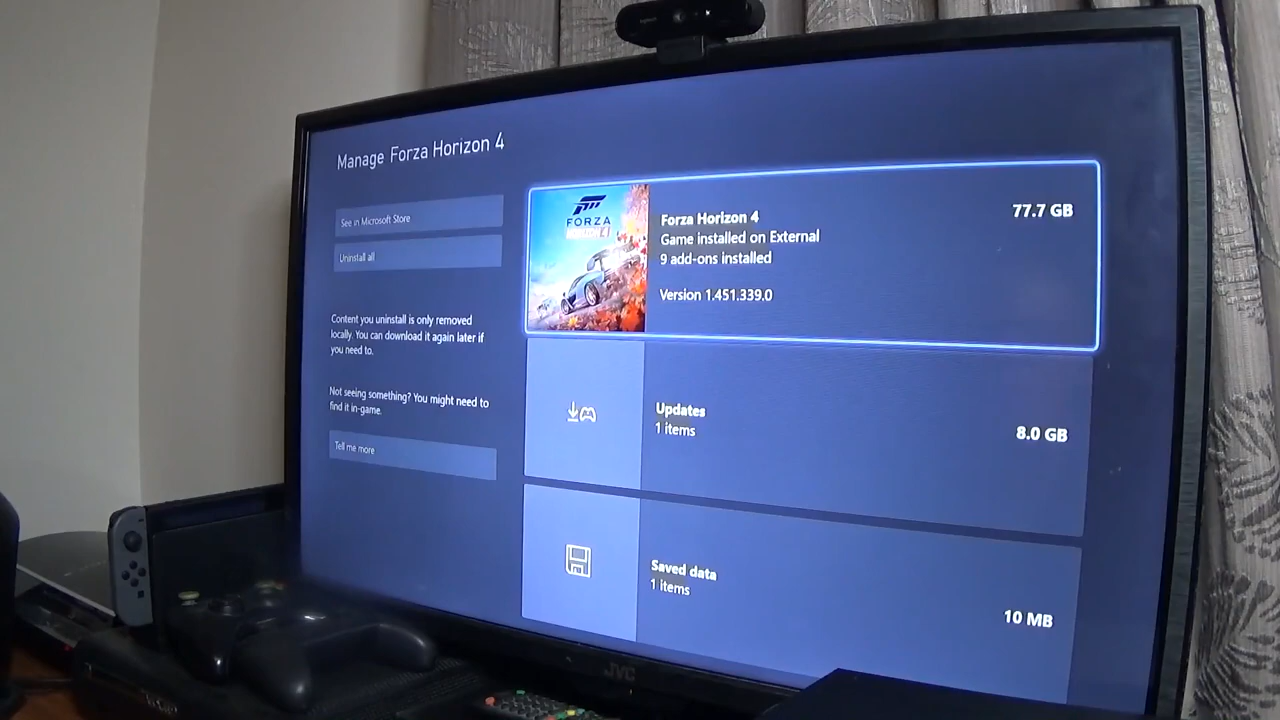 Manage Forza Horizon 4
See in Microsoft Store
Uninstall all
Content you uninstall is only removed
locally. You can download it again later if
you need to.
Not seeing something? You might need to
find it in-game.
Tell me more
FORZA
HORIZON 4
Forza Horizon 4
77.7 GB
Game installed on External
9 add-ons installed
Version 1.451.339.0
Updates
1 items
8.0 GB
Saved data
1 items
10 MB
JVC